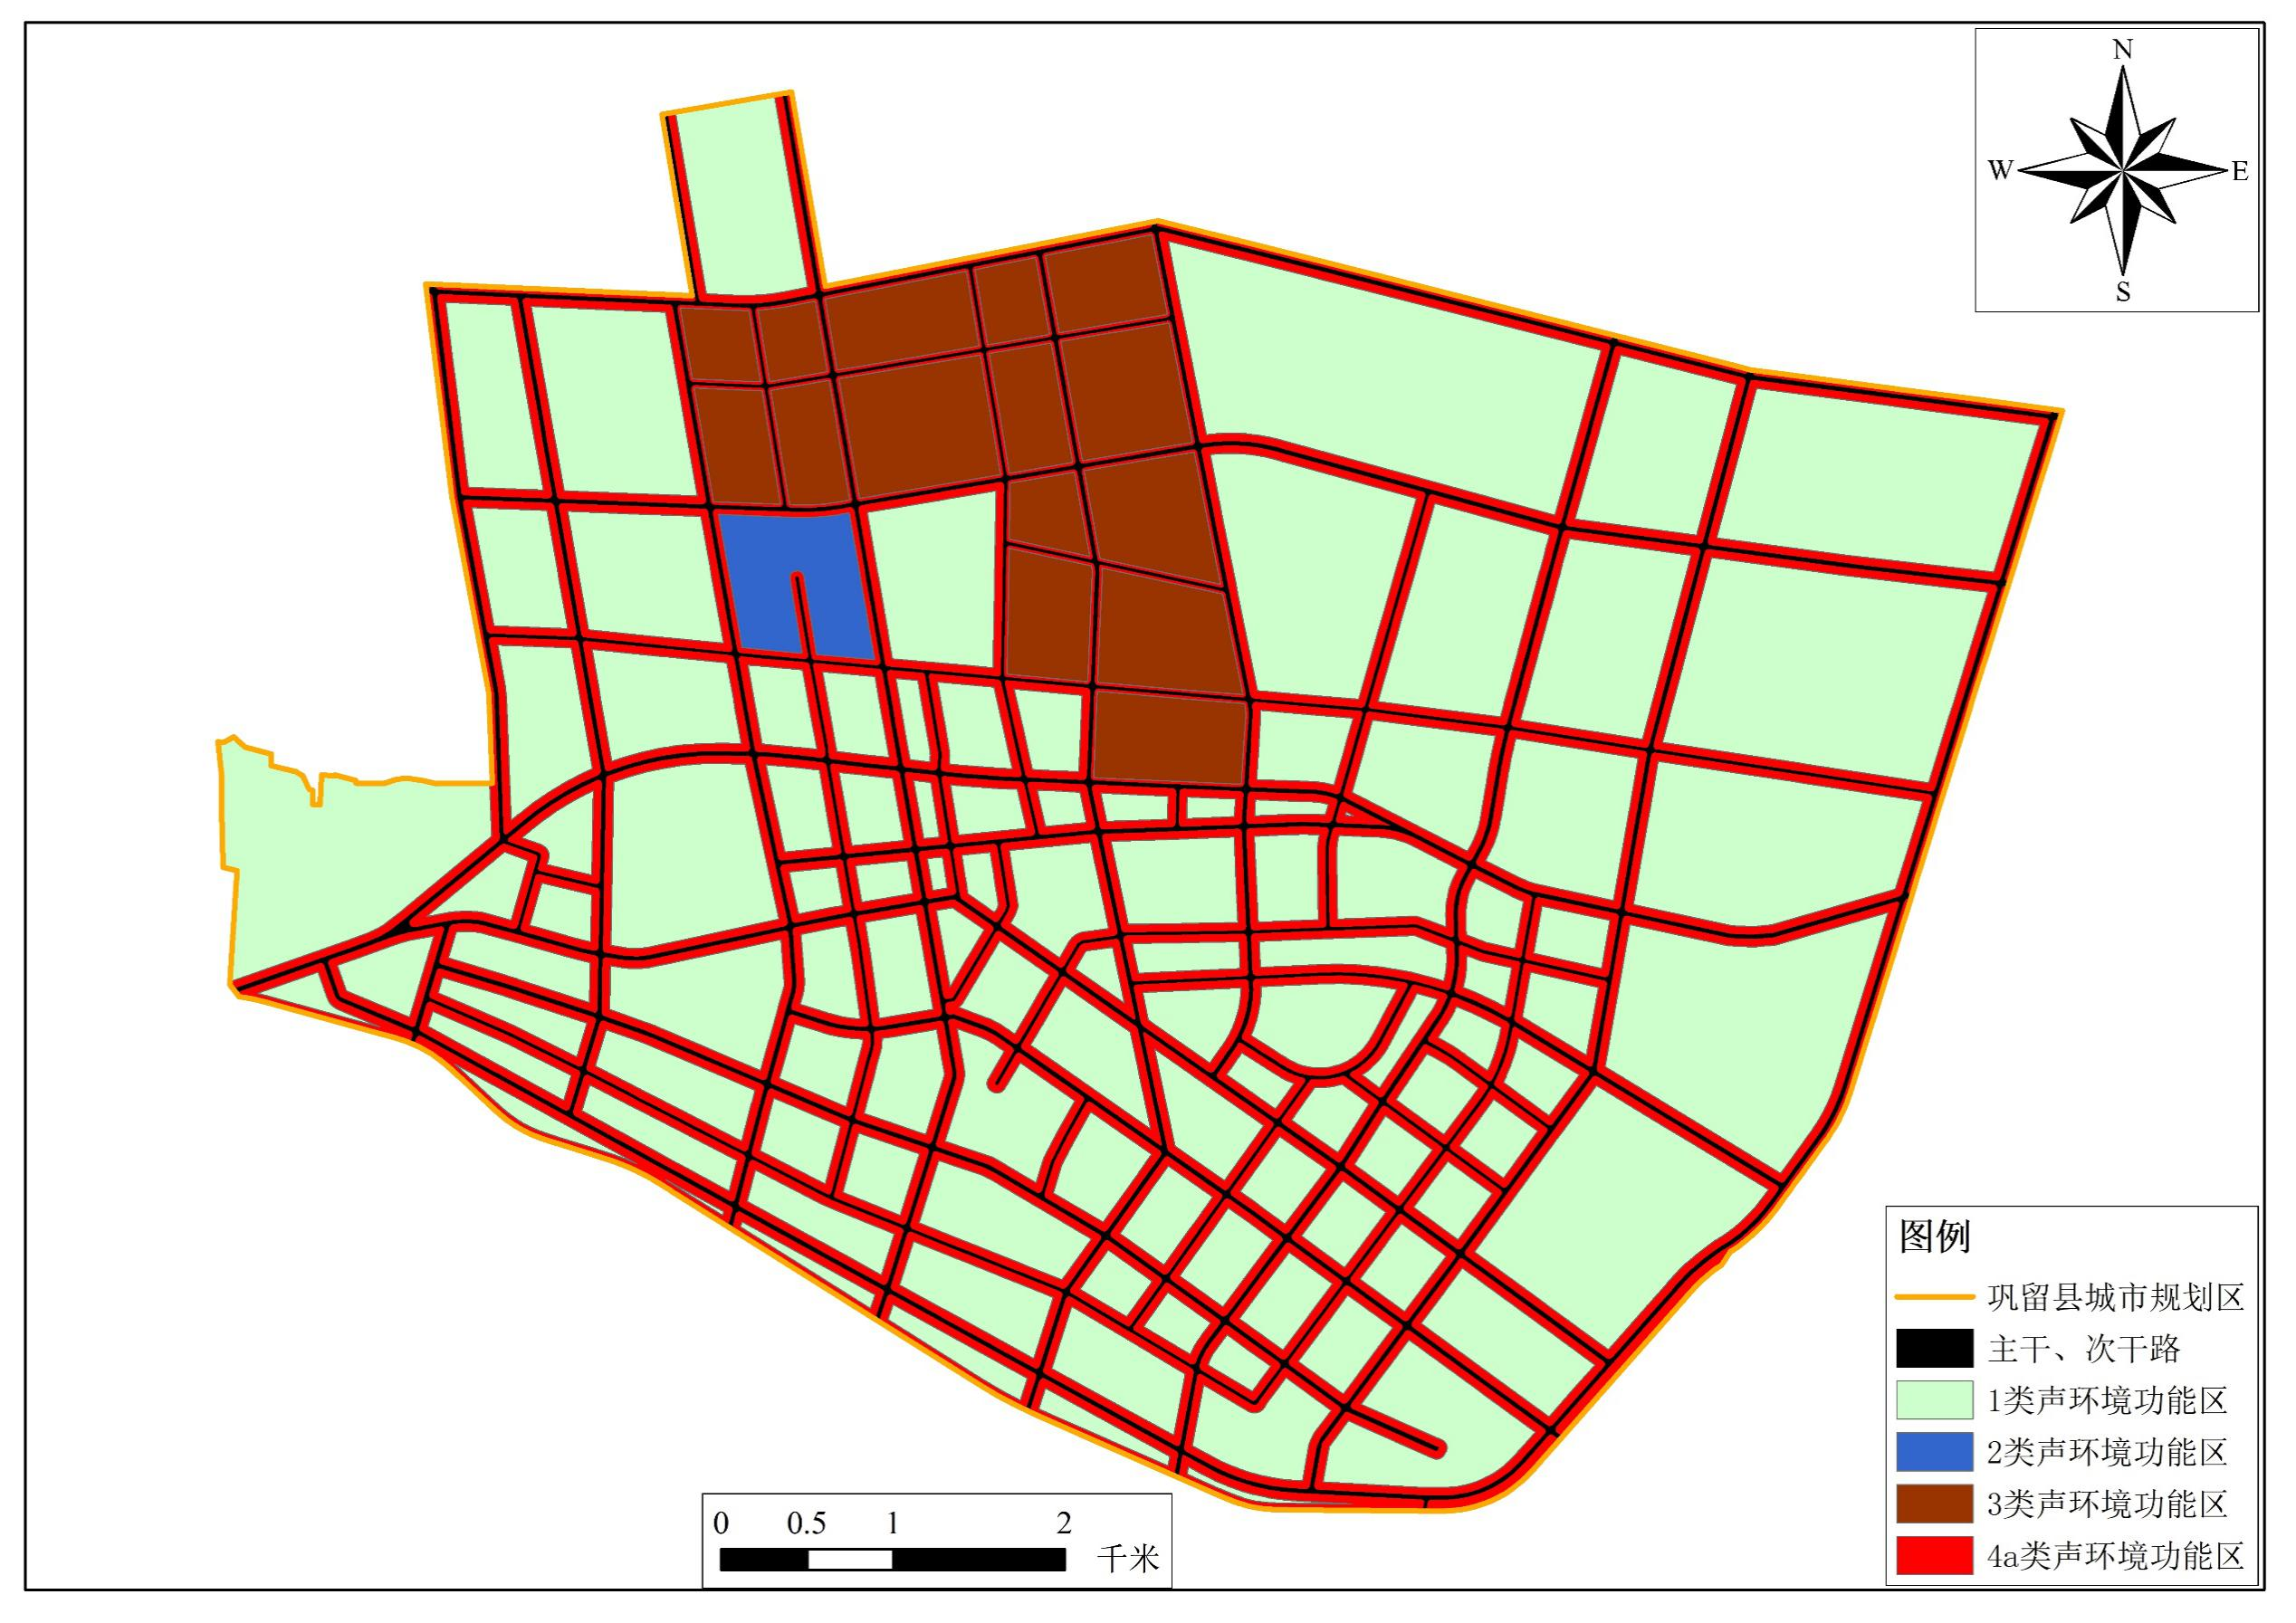 N
W
E
S
图例
巩留县城市规划区
主干、次干路
1类声环境功能区
2类声环境功能区
3类声环境功能区
4a类声环境功能区
0 0.5 1 2
千米